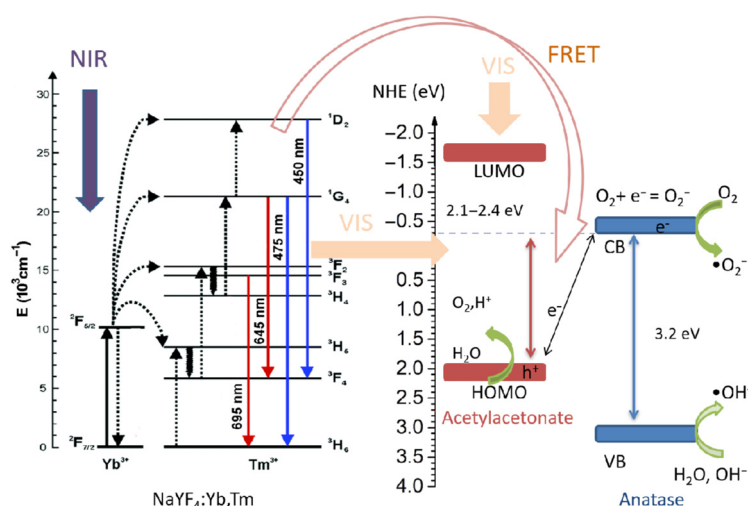 NIR
FRET
VIS
NHE (eV)
E (10³cm⁻¹)
30
25
20
15
10
5
0
¹D₂
¹G₄
³F₂
³F₃
³H₄
³H₅
³F₄
³H₆
²F₅/₂
²F₇/₂
450 nm
475 nm
645 nm
695 nm
Yb³⁺
Tm³⁺
NaYF₄:Yb,Tm
VIS
−2.0
−1.5
−1.0
−0.5
0.5
1.0
1.5
2.0
2.5
3.0
3.5
4.0
LUMO
2.1–2.4 eV
O₂,H⁺
H₂O
h⁺
HOMO
Acetylacetonate
e⁻
O₂+ e⁻ = O₂⁻
O₂
e⁻
CB
•O₂⁻
3.2 eV
•OH
VB
H₂O, OH⁻
Anatase